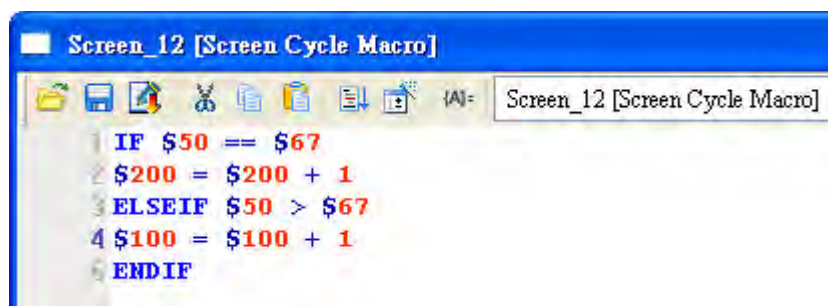 Screen_12 [Screen Cycle Macro]
{A}= Screen_12 [Screen Cycle Macro]
1 IF $50 == $67
2 $200 = $200 + 1
3 ELSEIF $50 > $67
4 $100 = $100 + 1
5 ENDIF